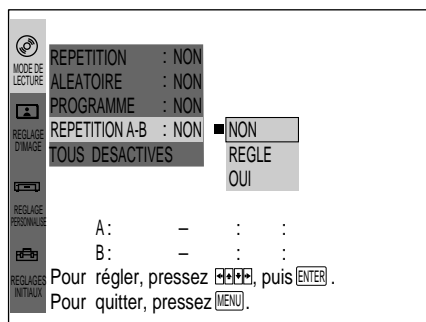 MODE DE
LECTURE
REGLAGE
D'IMAGE
REGLAGE
PERSONNALISE
REGLAGES
INITIAUX
REPETITION : NON
ALEATOIRE : NON
PROGRAMME : NON
REPETITION A-B : NON
TOUS DESACTIVES
NON
REGLE
OUI
A: – : :
B: – : :
Pour régler, pressez , puis ENTER .
Pour quitter, pressez MENU.